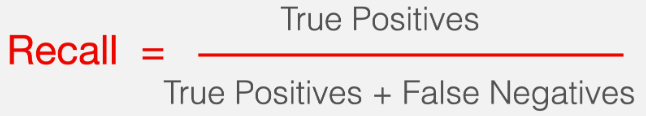 True Positives
Recall =
True Positives + False Negatives